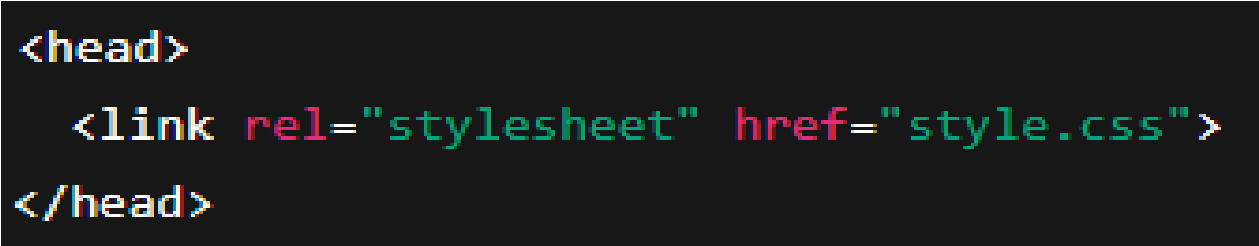 <head>
  <link rel="stylesheet" href="style.css">
</head>